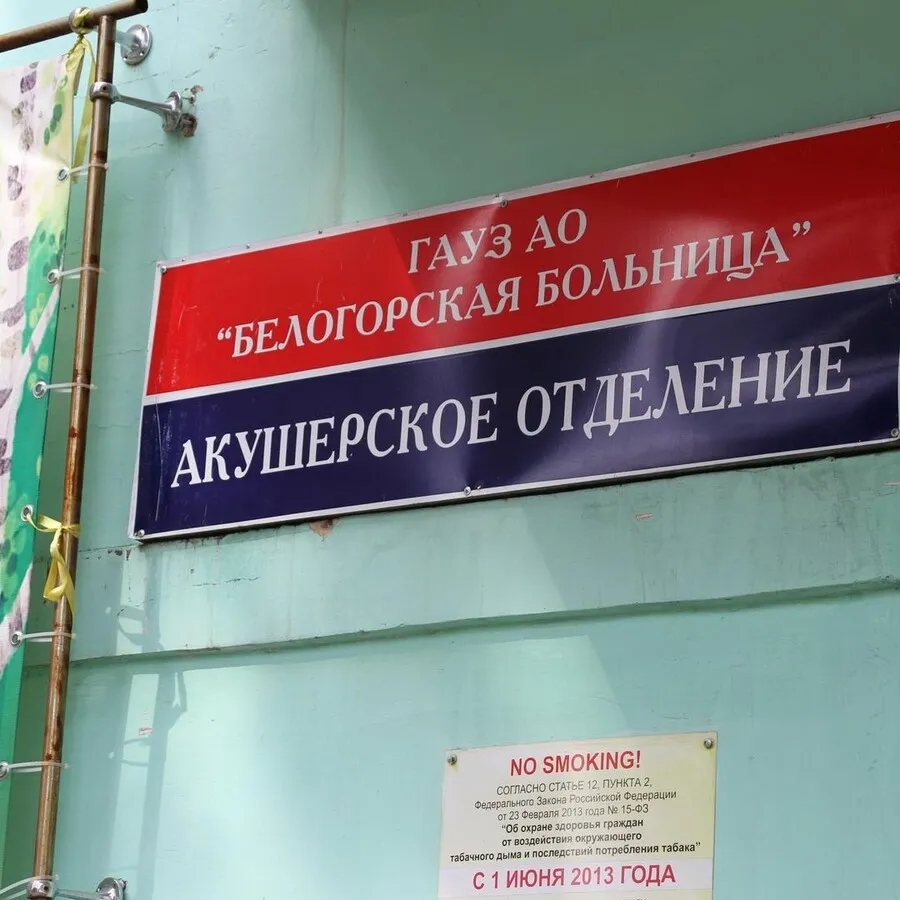 ГАУЗ АО
“БЕЛОГОРСКАЯ БОЛЬНИЦА”
АКУШЕРСКОЕ ОТДЕЛЕНИЕ
NO SMOKING!
СОГЛАСНО СТАТЬЕ 12, ПУНКТА 2,
Федерального Закона Российской Федерации
от 23 Февраля 2013 года № 15-ФЗ
“Об охране здоровья граждан
от воздействия окружающего
табачного дыма и последствий потребления табака”
С 1 ИЮНЯ 2013 ГОДА